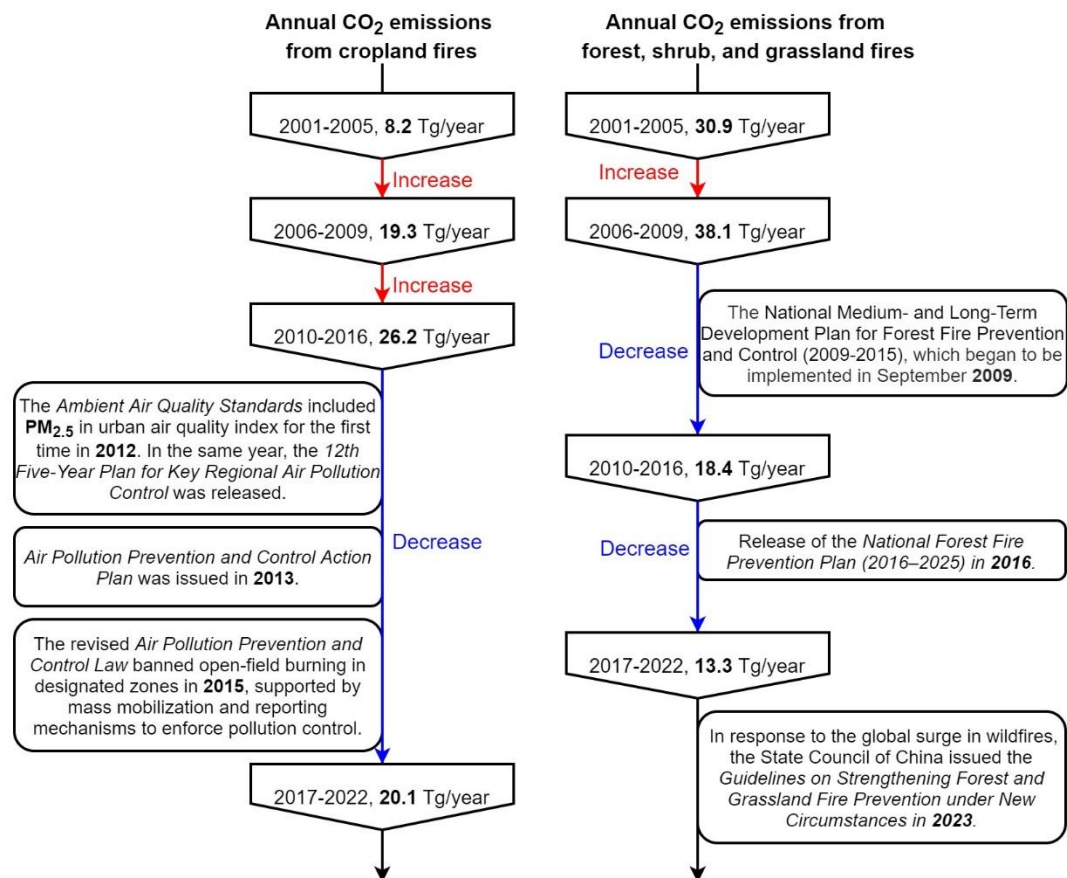 Annual CO₂ emissions
from cropland fires
2001-2005, 8.2 Tg/year
Increase
2006-2009, 19.3 Tg/year
Increase
2010-2016, 26.2 Tg/year
The Ambient Air Quality Standards included
PM₂.₅ in urban air quality index for the first
time in 2012. In the same year, the 12th
Five-Year Plan for Key Regional Air Pollution
Control was released.
Decrease
Air Pollution Prevention and Control Action
Plan was issued in 2013.
The revised Air Pollution Prevention and
Control Law banned open-field burning in
designated zones in 2015, supported by
mass mobilization and reporting
mechanisms to enforce pollution control.
2017-2022, 20.1 Tg/year
Annual CO₂ emissions from
forest, shrub, and grassland fires
2001-2005, 30.9 Tg/year
Increase
2006-2009, 38.1 Tg/year
Decrease
The National Medium- and Long-Term
Development Plan for Forest Fire Prevention
and Control (2009-2015), which began to be
implemented in September 2009.
2010-2016, 18.4 Tg/year
Decrease
Release of the National Forest Fire
Prevention Plan (2016–2025) in 2016.
2017-2022, 13.3 Tg/year
In response to the global surge in wildfires,
the State Council of China issued the
Guidelines on Strengthening Forest and
Grassland Fire Prevention under New
Circumstances in 2023.